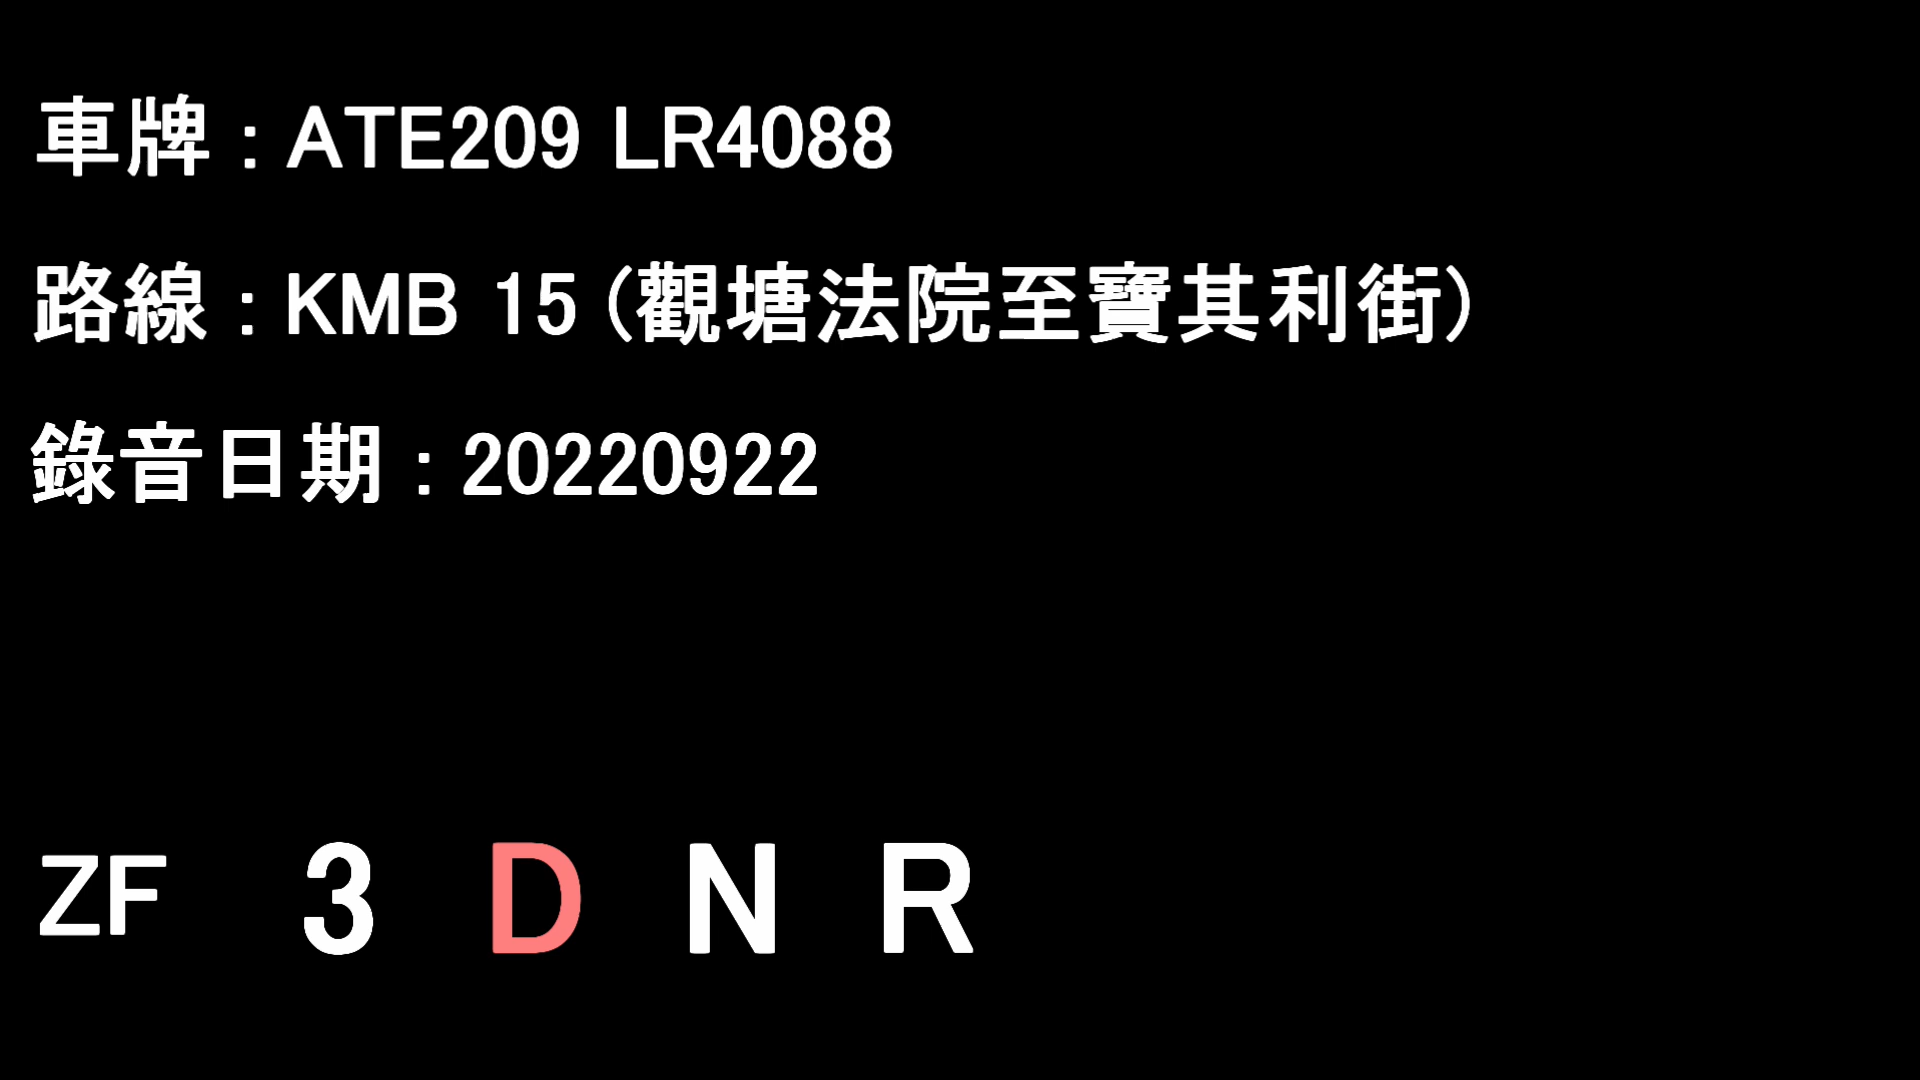 車牌 : ATE209 LR4088
路線 : KMB 15 (觀塘法院至寶其利街)
錄音日期 : 20220922
ZF 3 D N R